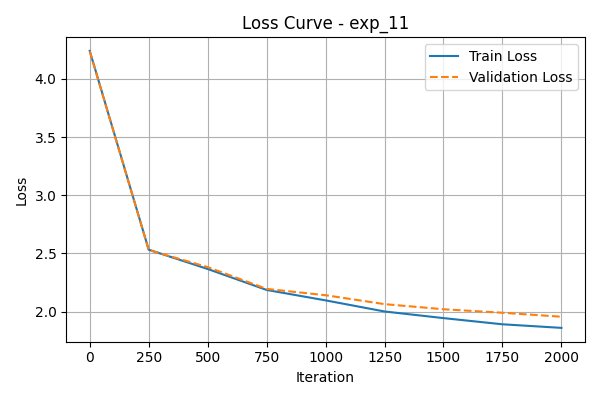 Loss Curve - exp_11
Train Loss
Validation Loss
Loss
4.0
3.5
3.0
2.5
2.0
0 250 500 750 1000 1250 1500 1750 2000
Iteration